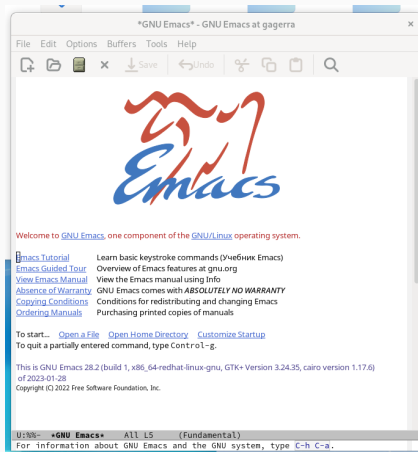 *GNU Emacs* - GNU Emacs at gagerra ×
File Edit Options Buffers Tools Help
Save Undo
Emacs
Welcome to GNU Emacs, one component of the GNU/Linux operating system.
Emacs Tutorial Learn basic keystroke commands (Учебник Emacs)
Emacs Guided Tour Overview of Emacs features at gnu.org
View Emacs Manual View the Emacs manual using Info
Absence of Warranty GNU Emacs comes with ABSOLUTELY NO WARRANTY
Copying Conditions Conditions for redistributing and changing Emacs
Ordering Manuals Purchasing printed copies of manuals
To start... Open a File Open Home Directory Customize Startup
To quit a partially entered command, type Control-g.
This is GNU Emacs 28.2 (build 1, x86_64-redhat-linux-gnu, GTK+ Version 3.24.35, cairo version 1.17.6)
of 2023-01-28
Copyright (C) 2022 Free Software Foundation, Inc.
U:%%- *GNU Emacs* All L5 (Fundamental)
For information about GNU Emacs and the GNU system, type C-h C-a.